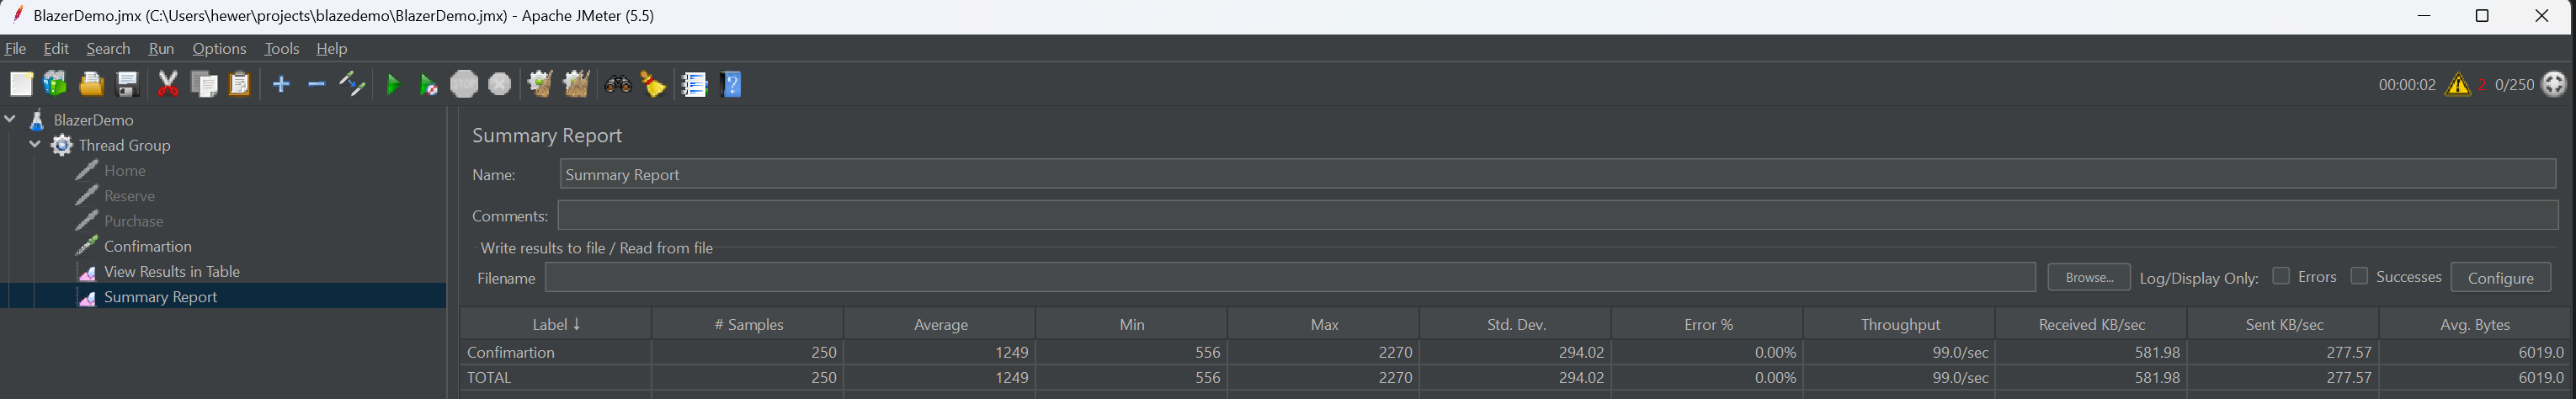 BlazerDemo.jmx (C:\Users\hewer\projects\blazedemo\BlazerDemo.jmx) - Apache JMeter (5.5)
File Edit Search Run Options Tools Help
STOP 00:00:02 2 0/250
BlazerDemo
Thread Group
Home
Reserve
Purchase
Confimartion
View Results in Table
Summary Report
Summary Report
Name: Summary Report
Comments:
Write results to file / Read from file
Filename Browse... Log/Display Only: Errors Successes Configure
Label ↓ # Samples Average Min Max Std. Dev. Error % Throughput Received KB/sec Sent KB/sec Avg. Bytes
Confimartion 250 1249 556 2270 294.02 0.00% 99.0/sec 581.98 277.57 6019.0
TOTAL 250 1249 556 2270 294.02 0.00% 99.0/sec 581.98 277.57 6019.0